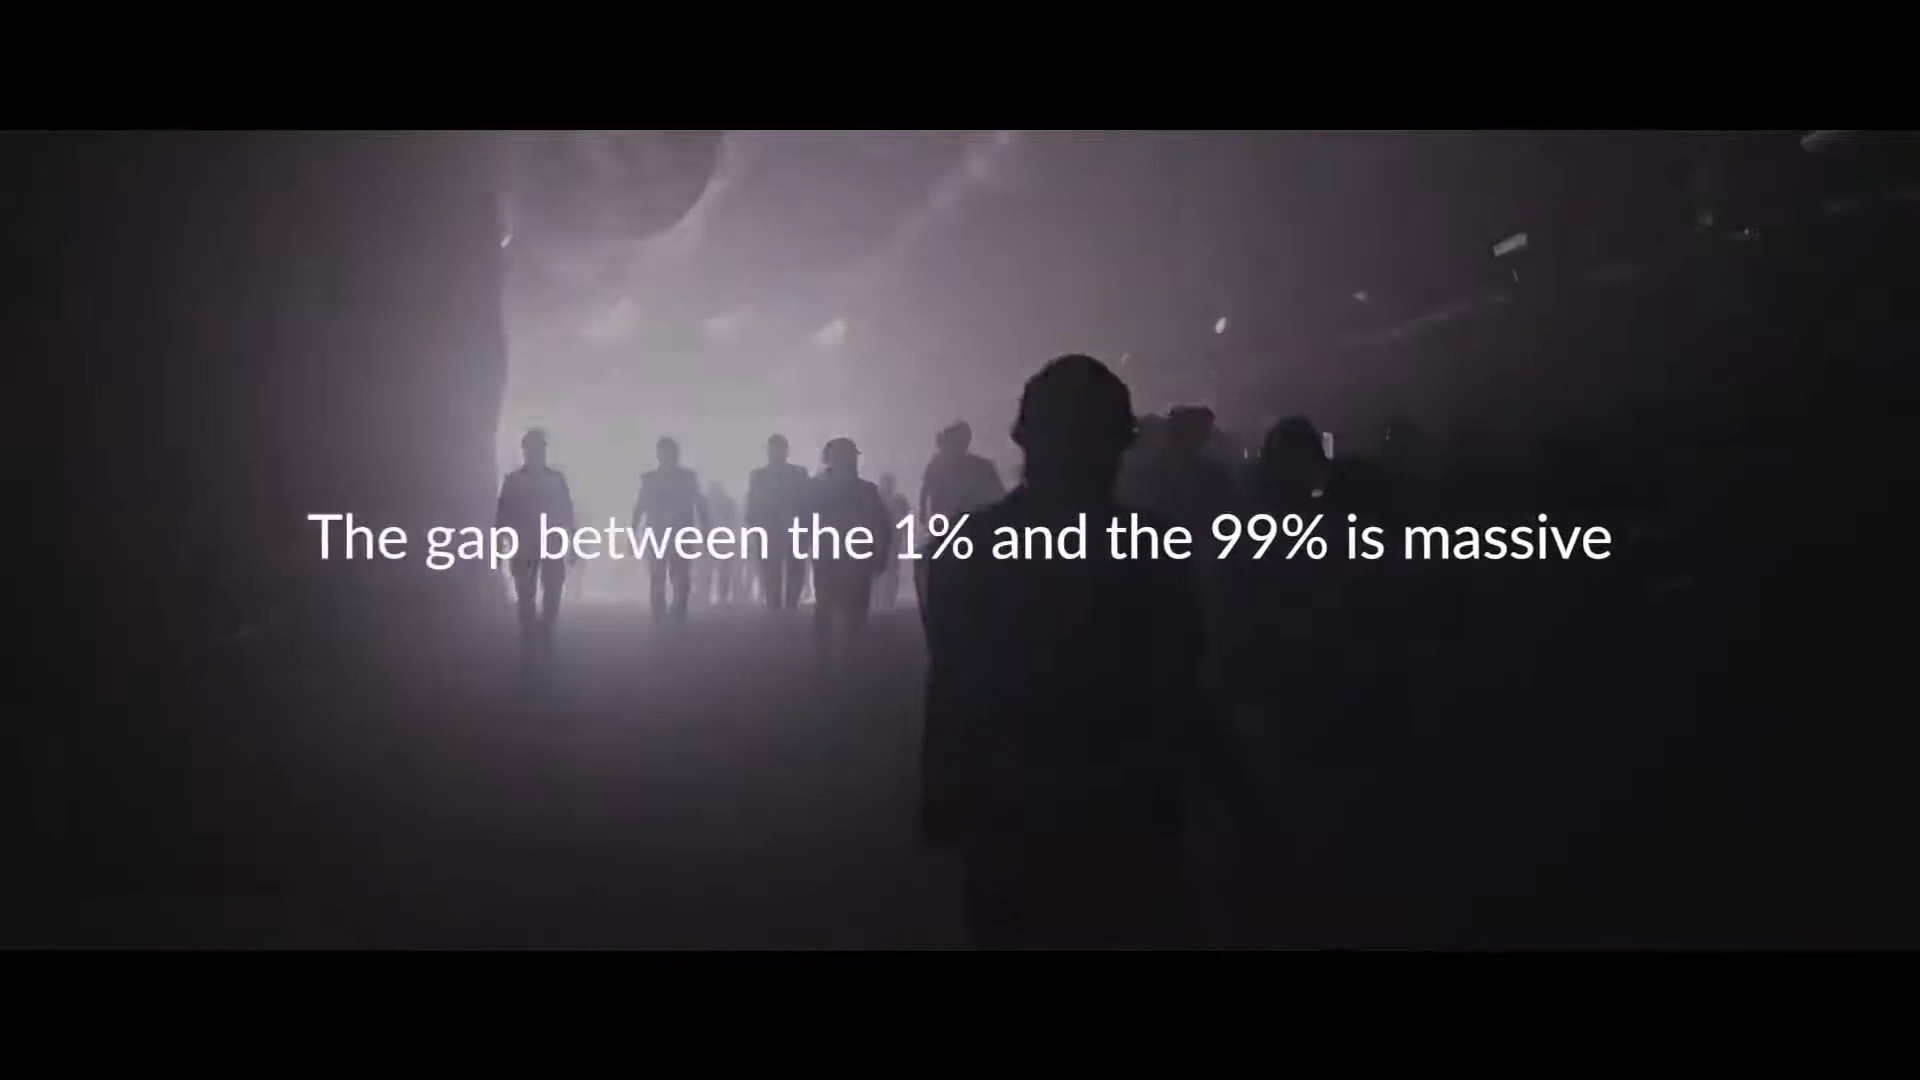 The gap between the 1% and the 99% is massive